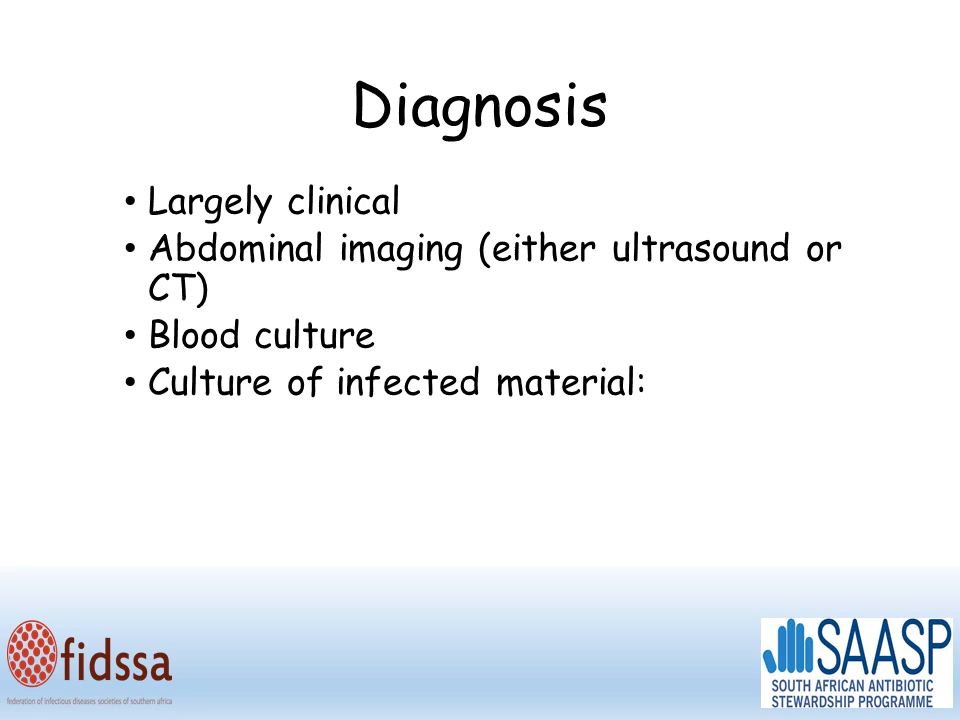 Diagnosis
• Largely clinical
• Abdominal imaging (either ultrasound or
CT)
• Blood culture
• Culture of infected material:
fidssa
federation of infectious diseases societies of southern africa
SAASP
SOUTH AFRICAN ANTIBIOTIC
STEWARDSHIP PROGRAMME